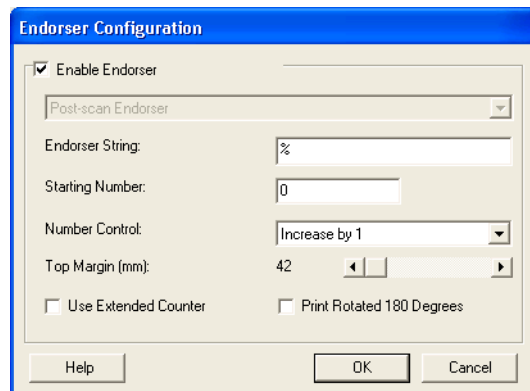 Endorser Configuration
Enable Endorser
Post-scan Endorser
Endorser String: %
Starting Number: 0
Number Control: Increase by 1
Top Margin (mm): 42
Use Extended Counter Print Rotated 180 Degrees
Help OK Cancel